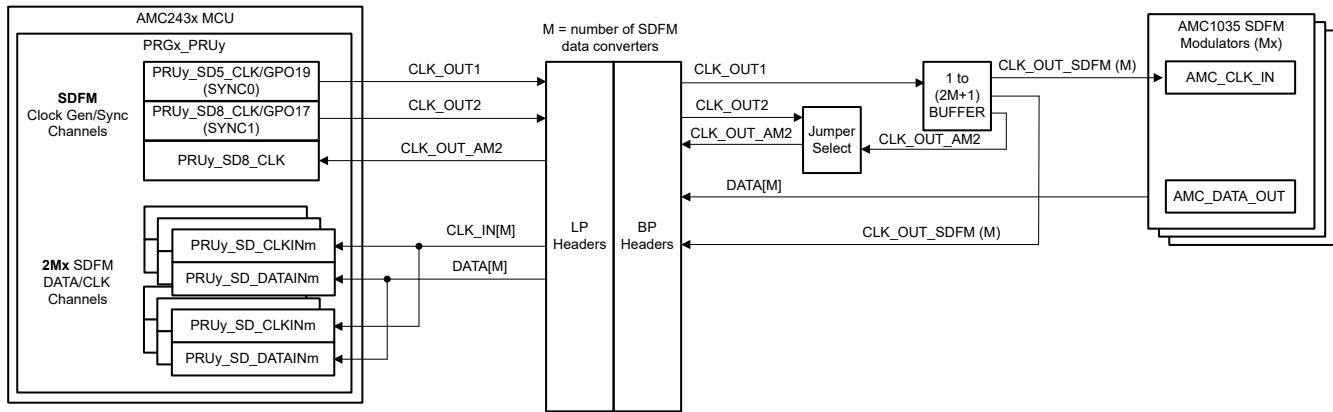 AMC243x MCU
PRGx_PRUy
SDFM
Clock Gen/Sync
Channels
PRUy_SD5_CLK/GPO19
(SYNC0)
PRUy_SD8_CLK/GPO17
(SYNC1)
PRUy_SD8_CLK
2Mx SDFM
DATA/CLK
Channels
PRUy_SD_CLKINm
PRUy_SD_DATAINm
PRUy_SD_CLKINm
PRUy_SD_DATAINm
CLK_OUT1
CLK_OUT2
CLK_OUT_AM2
CLK_IN[M]
DATA[M]
M = number of SDFM
data converters
LP
Headers
BP
Headers
CLK_OUT1
CLK_OUT2
CLK_OUT_AM2
Jumper
Select
CLK_OUT_AM2
1 to
(2M+1)
BUFFER
CLK_OUT_SDFM (M)
DATA[M]
CLK_OUT_SDFM (M)
AMC1035 SDFM
Modulators (Mx)
AMC_CLK_IN
AMC_DATA_OUT